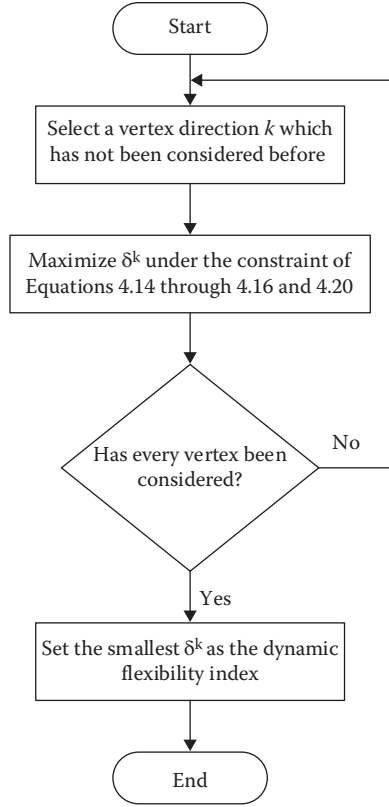 Start
Select a vertex direction k which
has not been considered before
Maximize δᵏ under the constraint of
Equations 4.14 through 4.16 and 4.20
Has every vertex been
considered?
No
Yes
Set the smallest δᵏ as the dynamic
flexibility index
End